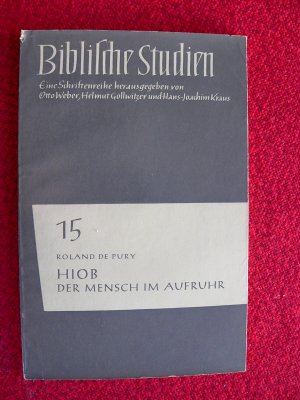 Biblische Studien
Eine Schriftenreihe herausgegeben von
Otto Weber, Helmut Gollwitzer und Hans-Joachim Kraus
15
ROLAND DE PURY
HIOB
DER MENSCH IM AUFRUHR